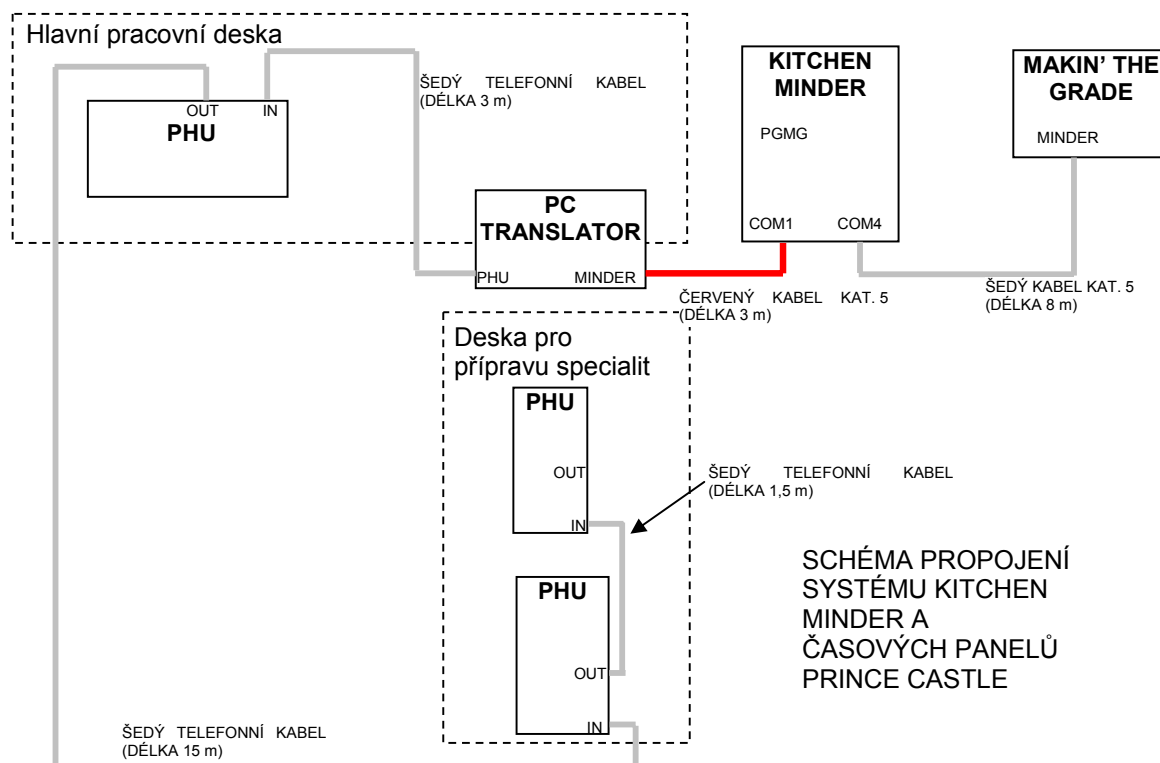 Hlavní pracovní deska
OUT
IN
PHU
ŠEDÝ TELEFONNÍ KABEL
(DÉLKA 3 m)
PC
TRANSLATOR
PHU
MINDER
KITCHEN
MINDER
PGMG
COM1
COM4
MAKIN’ THE
GRADE
MINDER
ČERVENÝ KABEL KAT. 5
(DÉLKA 3 m)
ŠEDÝ KABEL KAT. 5
(DÉLKA 8 m)
Deska pro
přípravu specialit
PHU
OUT
IN
ŠEDÝ TELEFONNÍ KABEL
(DÉLKA 1,5 m)
PHU
OUT
IN
SCHÉMA PROPOJENÍ
SYSTÉMU KITCHEN
MINDER A
ČASOVÝCH PANELŮ
PRINCE CASTLE
ŠEDÝ TELEFONNÍ KABEL
(DÉLKA 15 m)